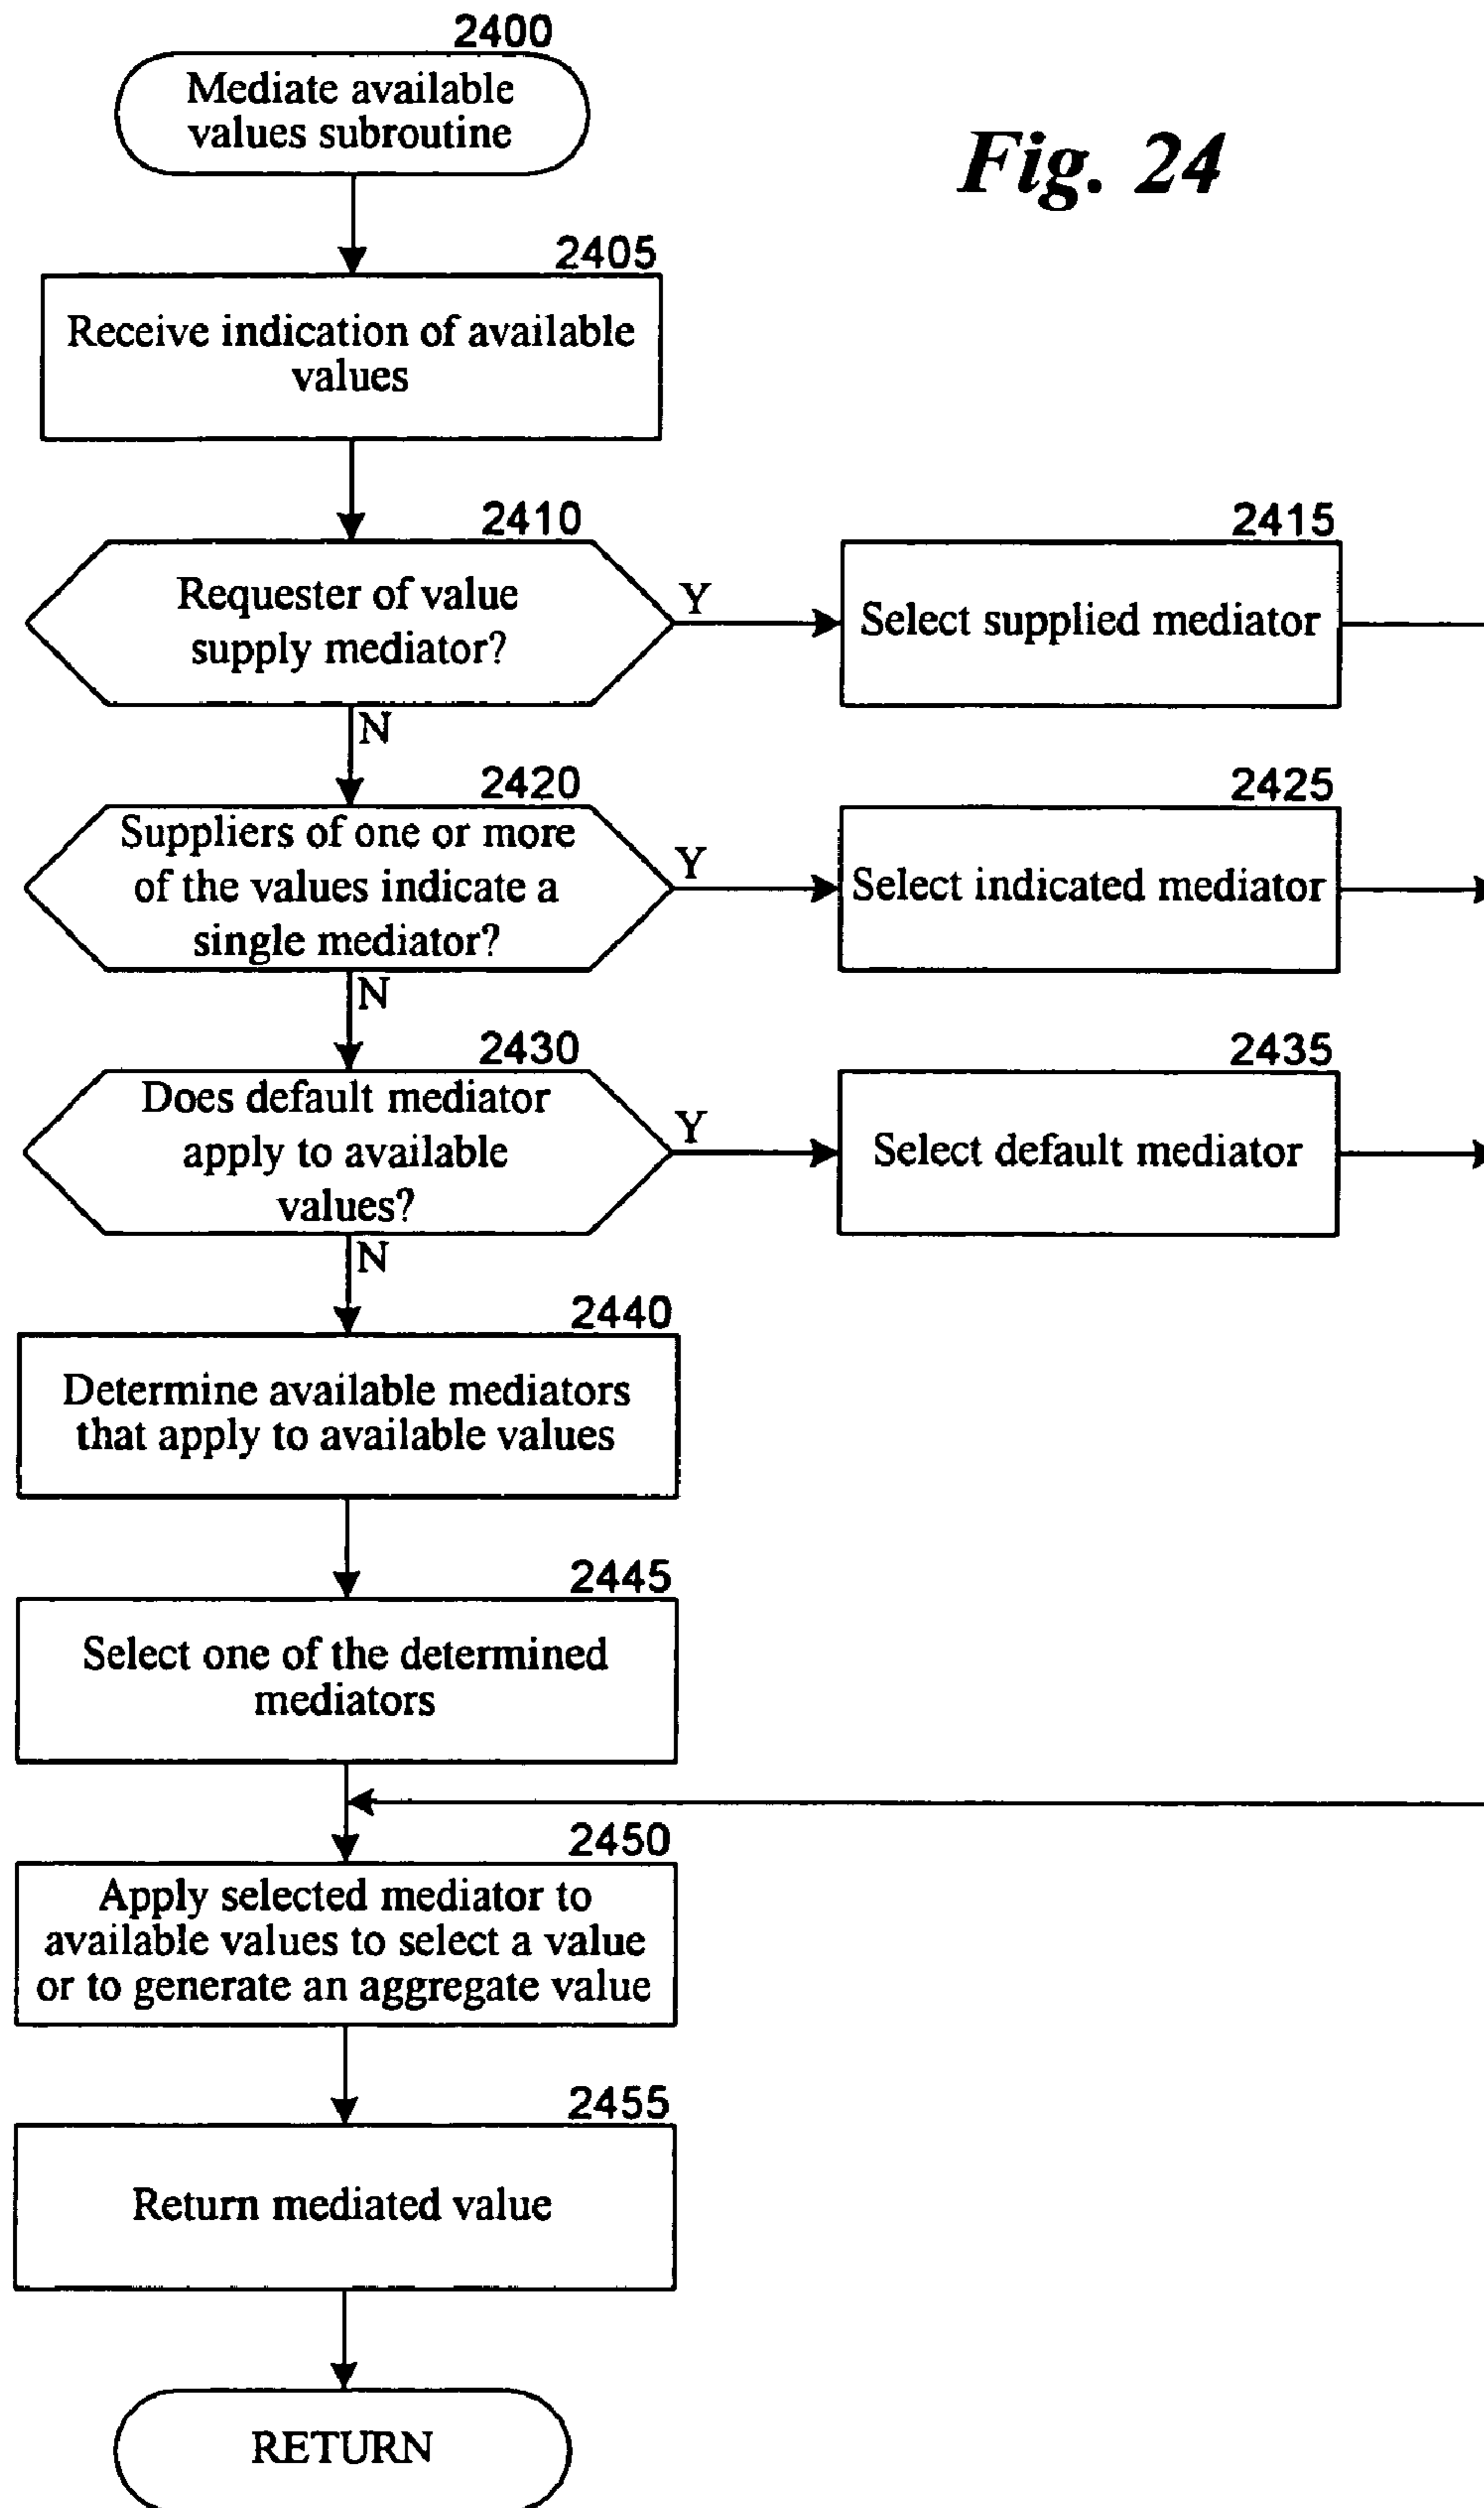 2400
Mediate available
values subroutine
Fig. 24
2405
Receive indication of available
values
2410
Requester of value
supply mediator?
Y
2415
Select supplied mediator
N
2420
Suppliers of one or more
of the values indicate a
single mediator?
Y
2425
Select indicated mediator
N
2430
Does default mediator
apply to available
values?
Y
2435
Select default mediator
N
2440
Determine available mediators
that apply to available values
2445
Select one of the determined
mediators
2450
Apply selected mediator to
available values to select a value
or to generate an aggregate value
2455
Return mediated value
RETURN